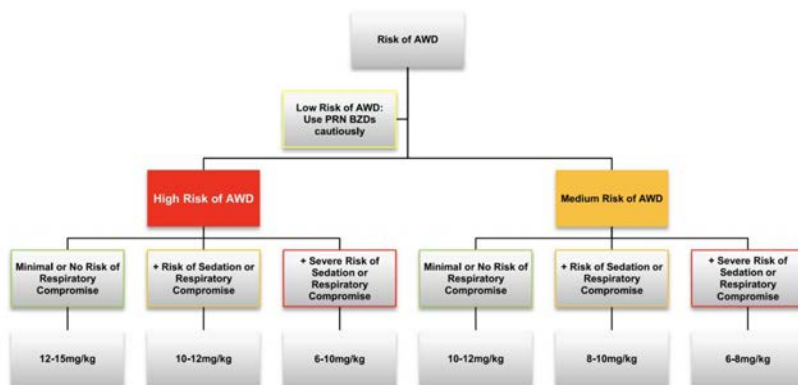 Risk of AWD
Low Risk of AWD:
Use PRN BZDs
cautiously
High Risk of AWD
Medium Risk of AWD
Minimal or No Risk of
Respiratory
Compromise
+ Risk of Sedation or
Respiratory
Compromise
+ Severe Risk of
Sedation or
Respiratory
Compromise
Minimal or No Risk of
Respiratory
Compromise
+ Risk of Sedation or
Respiratory
Compromise
+ Severe Risk of
Sedation or
Respiratory
Compromise
12-15mg/kg
10-12mg/kg
6-10mg/kg
10-12mg/kg
8-10mg/kg
6-8mg/kg